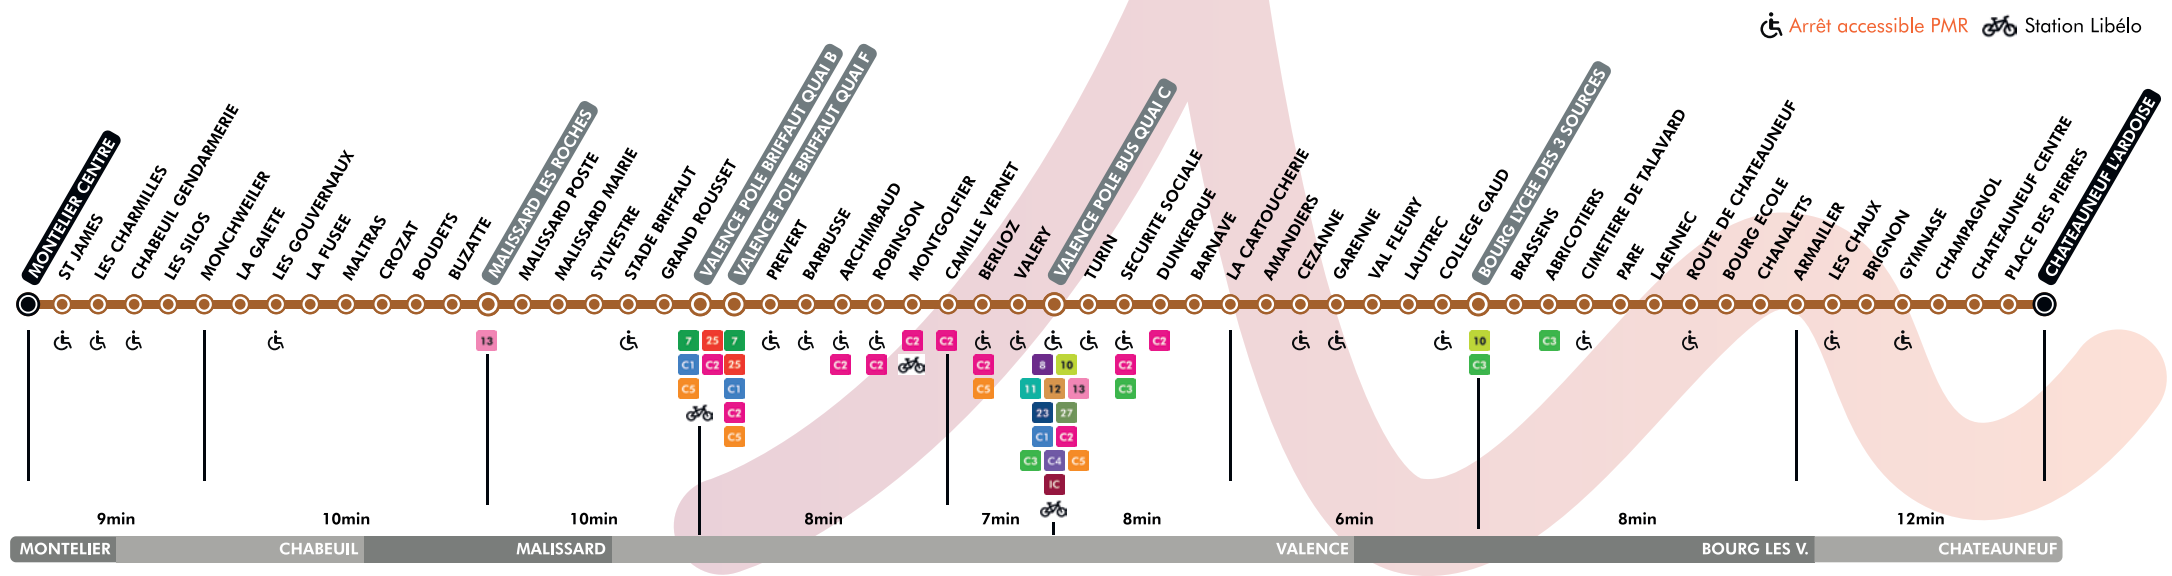 Arrêt accessible PMR
Station Libélo
MONTELIER CENTRE
ST JAMES
LES CHARMILLES
CHABEUIL GENDARMERIE
LES SILOS
MONCHWEILER
LA GAIETE
LES GOUVERNAUX
LA FUSEE
MALTRAS
CROZAT
BOUDETS
BUZATTE
MALISSARD LES ROCHES
MALISSARD POSTE
MALISSARD MAIRIE
SYLVESTRE
STADE BRIFFAUT
GRAND ROUSSET
VALENCE POLE BRIFFAUT QUAI B
VALENCE POLE BRIFFAUT QUAI F
PREVERT
BARBUSSE
ARCHIMBAUD
ROBINSON
MONTGOLFIER
CAMILLE VERNET
BERLIOZ
VALERY
VALENCE POLE BUS QUAI C
TURIN
SECURITE SOCIALE
DUNKERQUE
BARNAVE
LA CARTOUCHERIE
AMANDIERS
CEZANNE
GARENNE
VAL FLEURY
LAUTREC
COLLEGE GAUD
BOURG LYCEE DES 3 SOURCES
BRASSENS
ABRICOTIERS
CIMETIERE DE TALAVARD
PARE
LAENNEC
ROUTE DE CHATEAUNEUF
BOURG ECOLE
CHANALETS
ARMAILLER
LES CHAUX
BRIGNON
GYMNASE
CHAMPAGNOL
CHATEAUNEUF CENTRE
PLACE DES PIERRES
CHATEAUNEUF L'ARDOISE
13
7 25
C1 C2
C5
7
25
C1
C2
C5
C2
C2
C2
C2
C2
C5
8 10
11 12 13
23 27
C1 C2
C3 C4 C5
IC
C2
C3
C2
10
C3
C3
9min
10min
10min
8min
7min
8min
6min
8min
12min
MONTELIER
CHABEUIL
MALISSARD
VALENCE
BOURG LES V.
CHATEAUNEUF